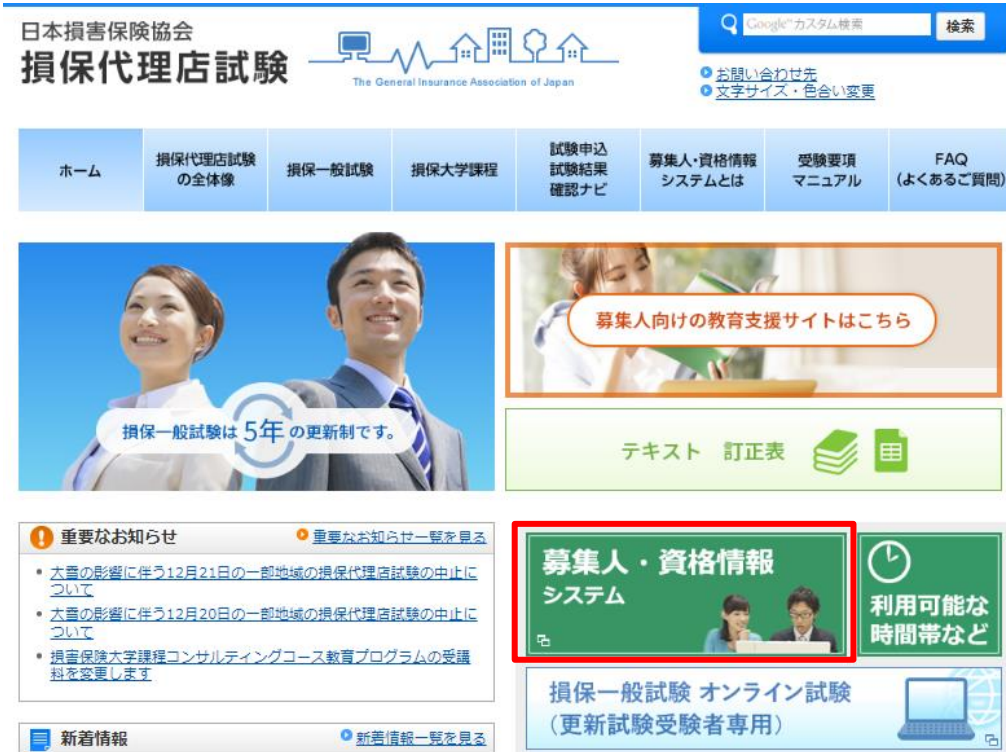 日本損害保険協会
損保代理店試験
The General Insurance Association of Japan
Google カスタム検索
検索
お問い合わせ先
文字サイズ・色合い変更
ホーム
損保代理店試験
の全体像
損保一般試験
損保大学課程
試験申込
試験結果
確認ナビ
募集人・資格情報
システムとは
受験要項
マニュアル
FAQ
(よくあるご質問)
損保一般試験は5年の更新制です。
募集人向けの教育支援サイトはこちら
テキスト 訂正表
重要なお知らせ
重要なお知らせ一覧を見る
大雪の影響に伴う12月21日の一部地域の損保代理店試験の中止に
ついて
大雪の影響に伴う12月20日の一部地域の損保代理店試験の中止に
ついて
損害保険大学課程コンサルティングコース教育プログラムの受講
料を変更します
募集人・資格情報
システム
利用可能な
時間帯など
損保一般試験 オンライン試験
(更新試験受験者専用)
新着情報
新着情報一覧を見る